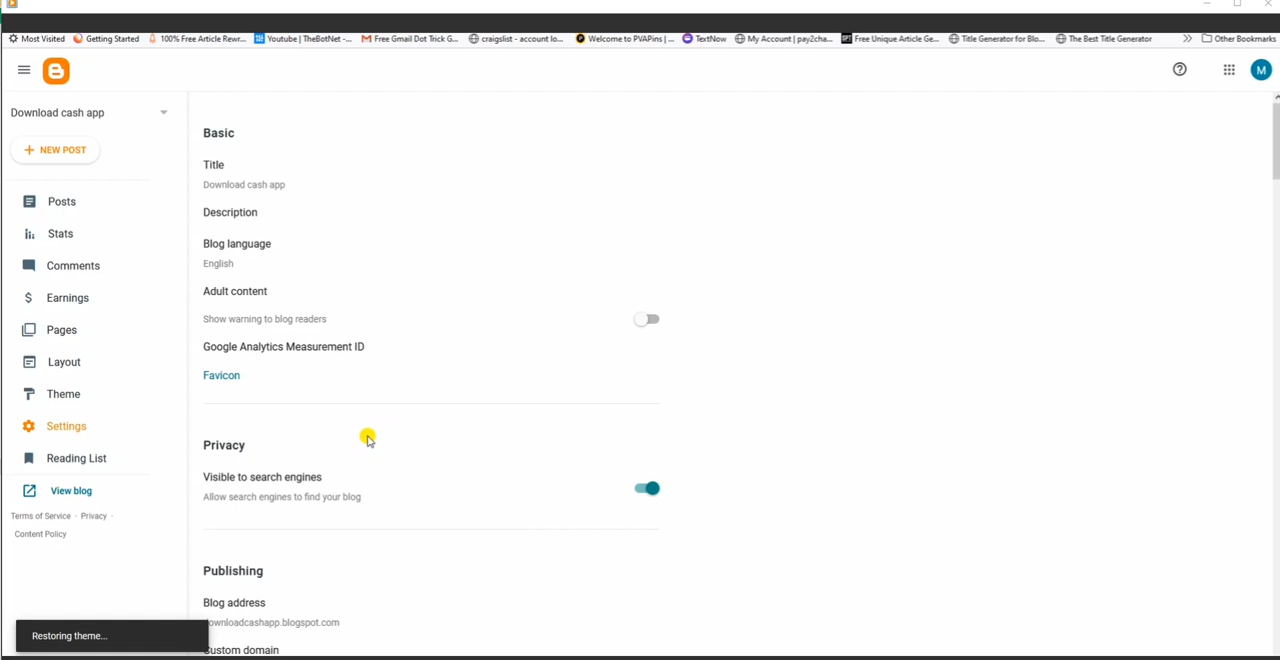 Most Visited Getting Started 100% Free Article Rewr... Youtube | TheBotNet -... Free Gmail Dot Trick G... craigslist - account lo... Welcome to PVAPins | ... TextNow My Account | pay2cha... Free Unique Article Ge... Title Generator for Blo... The Best Title Generator Other Bookmarks
M
Download cash app
NEW POST
Posts
Stats
Comments
Earnings
Pages
Layout
Theme
Settings
Reading List
View blog
Terms of Service · Privacy ·
Content Policy
Restoring theme...
Basic
Title
Download cash app
Description
Blog language
English
Adult content
Show warning to blog readers
Google Analytics Measurement ID
Favicon
Privacy
Visible to search engines
Allow search engines to find your blog
Publishing
Blog address
ownloadcashapp.blogspot.com
Custom domain